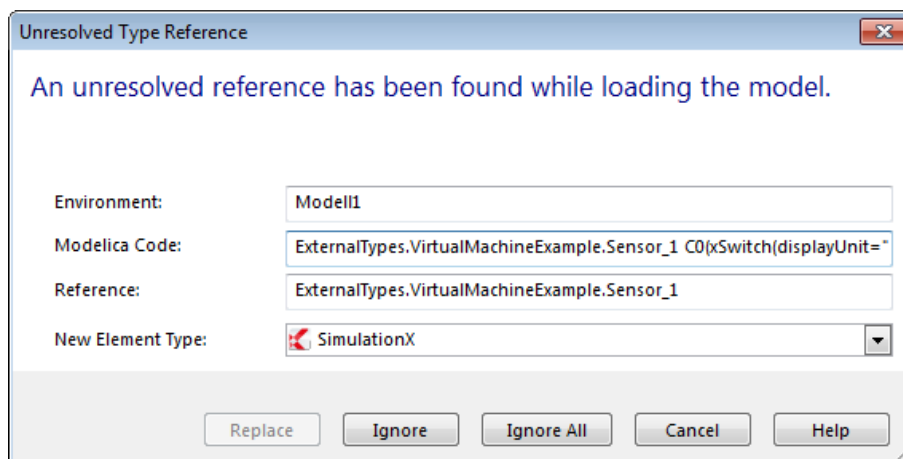 Unresolved Type Reference
An unresolved reference has been found while loading the model.
Environment: Modell1
Modelica Code: ExternalTypes.VirtualMachineExample.Sensor_1 C0(xSwitch(displayUnit="
Reference: ExternalTypes.VirtualMachineExample.Sensor_1
New Element Type: SimulationX
Replace Ignore Ignore All Cancel Help